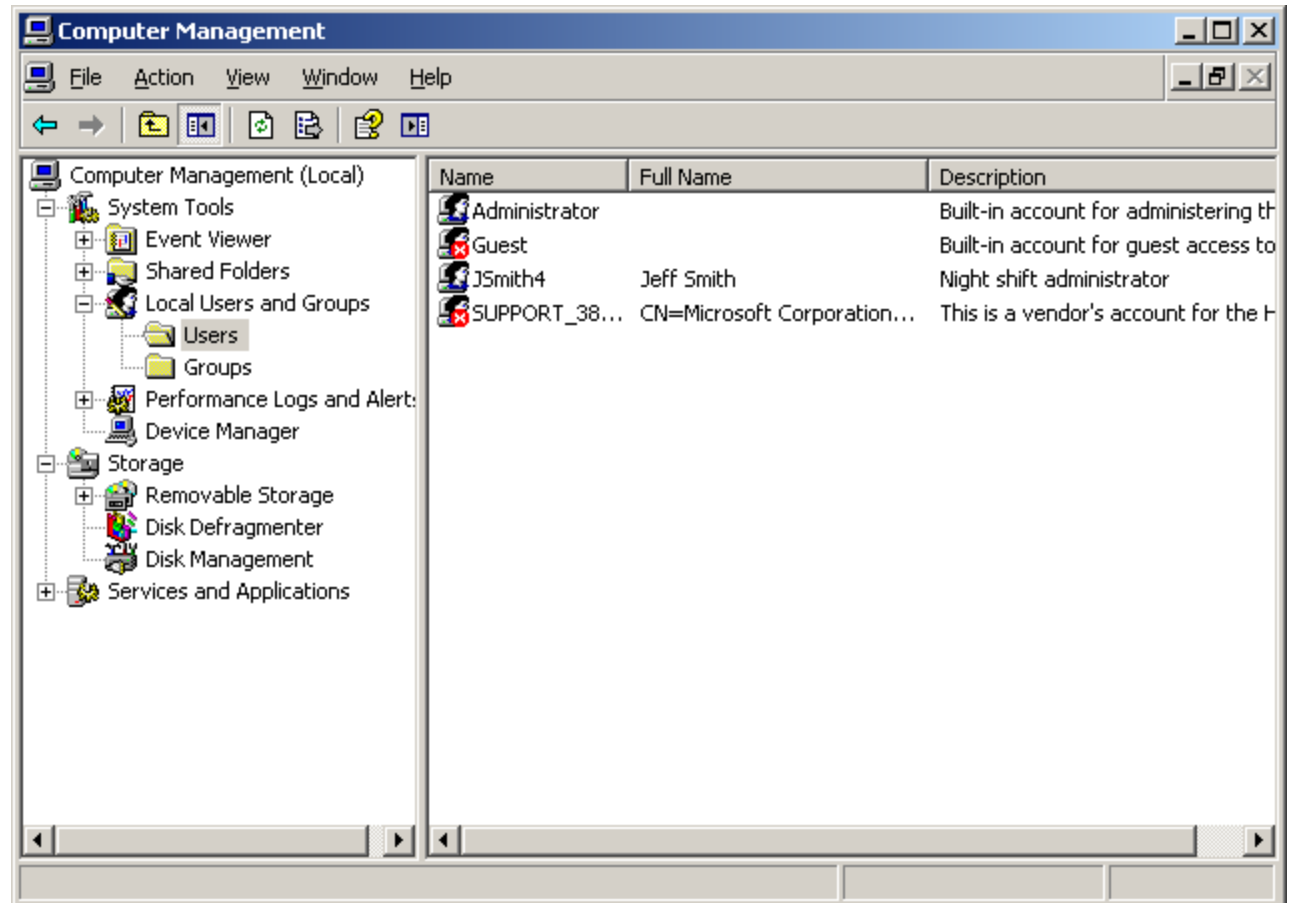 Computer Management
File Action View Window Help
Computer Management (Local)
System Tools
Event Viewer
Shared Folders
Local Users and Groups
Users
Groups
Performance Logs and Alert
Device Manager
Storage
Removable Storage
Disk Defragmenter
Disk Management
Services and Applications
Name Full Name Description
Administrator Built-in account for administering th
Guest Built-in account for guest access to
JSmith4 Jeff Smith Night shift administrator
SUPPORT_38... CN=Microsoft Corporation... This is a vendor's account for the H